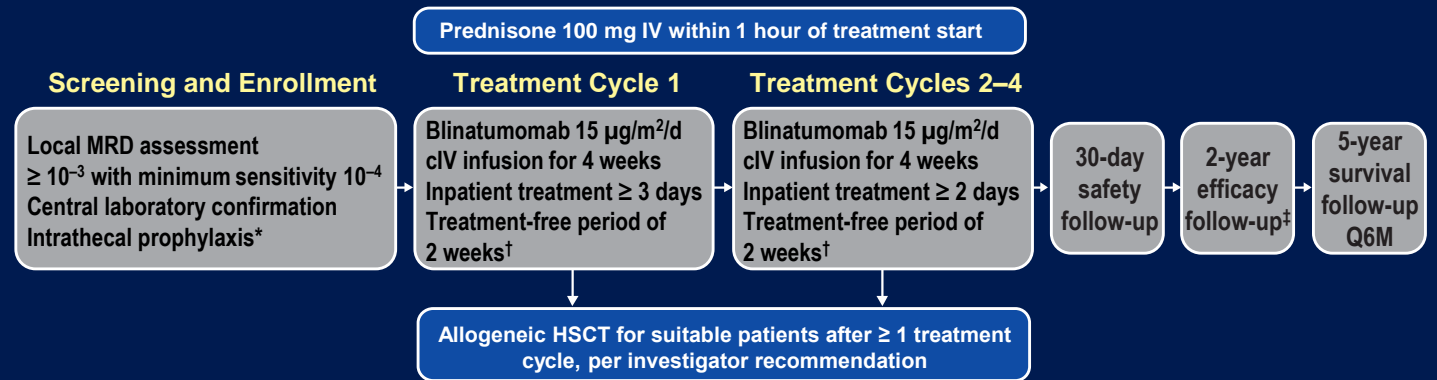 Prednisone 100 mg IV within 1 hour of treatment start
Screening and Enrollment
Local MRD assessment
≥ 10⁻³ with minimum sensitivity 10⁻⁴
Central laboratory confirmation
Intrathecal prophylaxis*
Treatment Cycle 1
Blinatumomab 15 µg/m²/d
cIV infusion for 4 weeks
Inpatient treatment ≥ 3 days
Treatment-free period of
2 weeks†
Treatment Cycles 2–4
Blinatumomab 15 µg/m²/d
cIV infusion for 4 weeks
Inpatient treatment ≥ 2 days
Treatment-free period of
2 weeks†
30-day
safety
follow-up
2-year
efficacy
follow-up‡
5-year
survival
follow-up
Q6M
Allogeneic HSCT for suitable patients after ≥ 1 treatment
cycle, per investigator recommendation